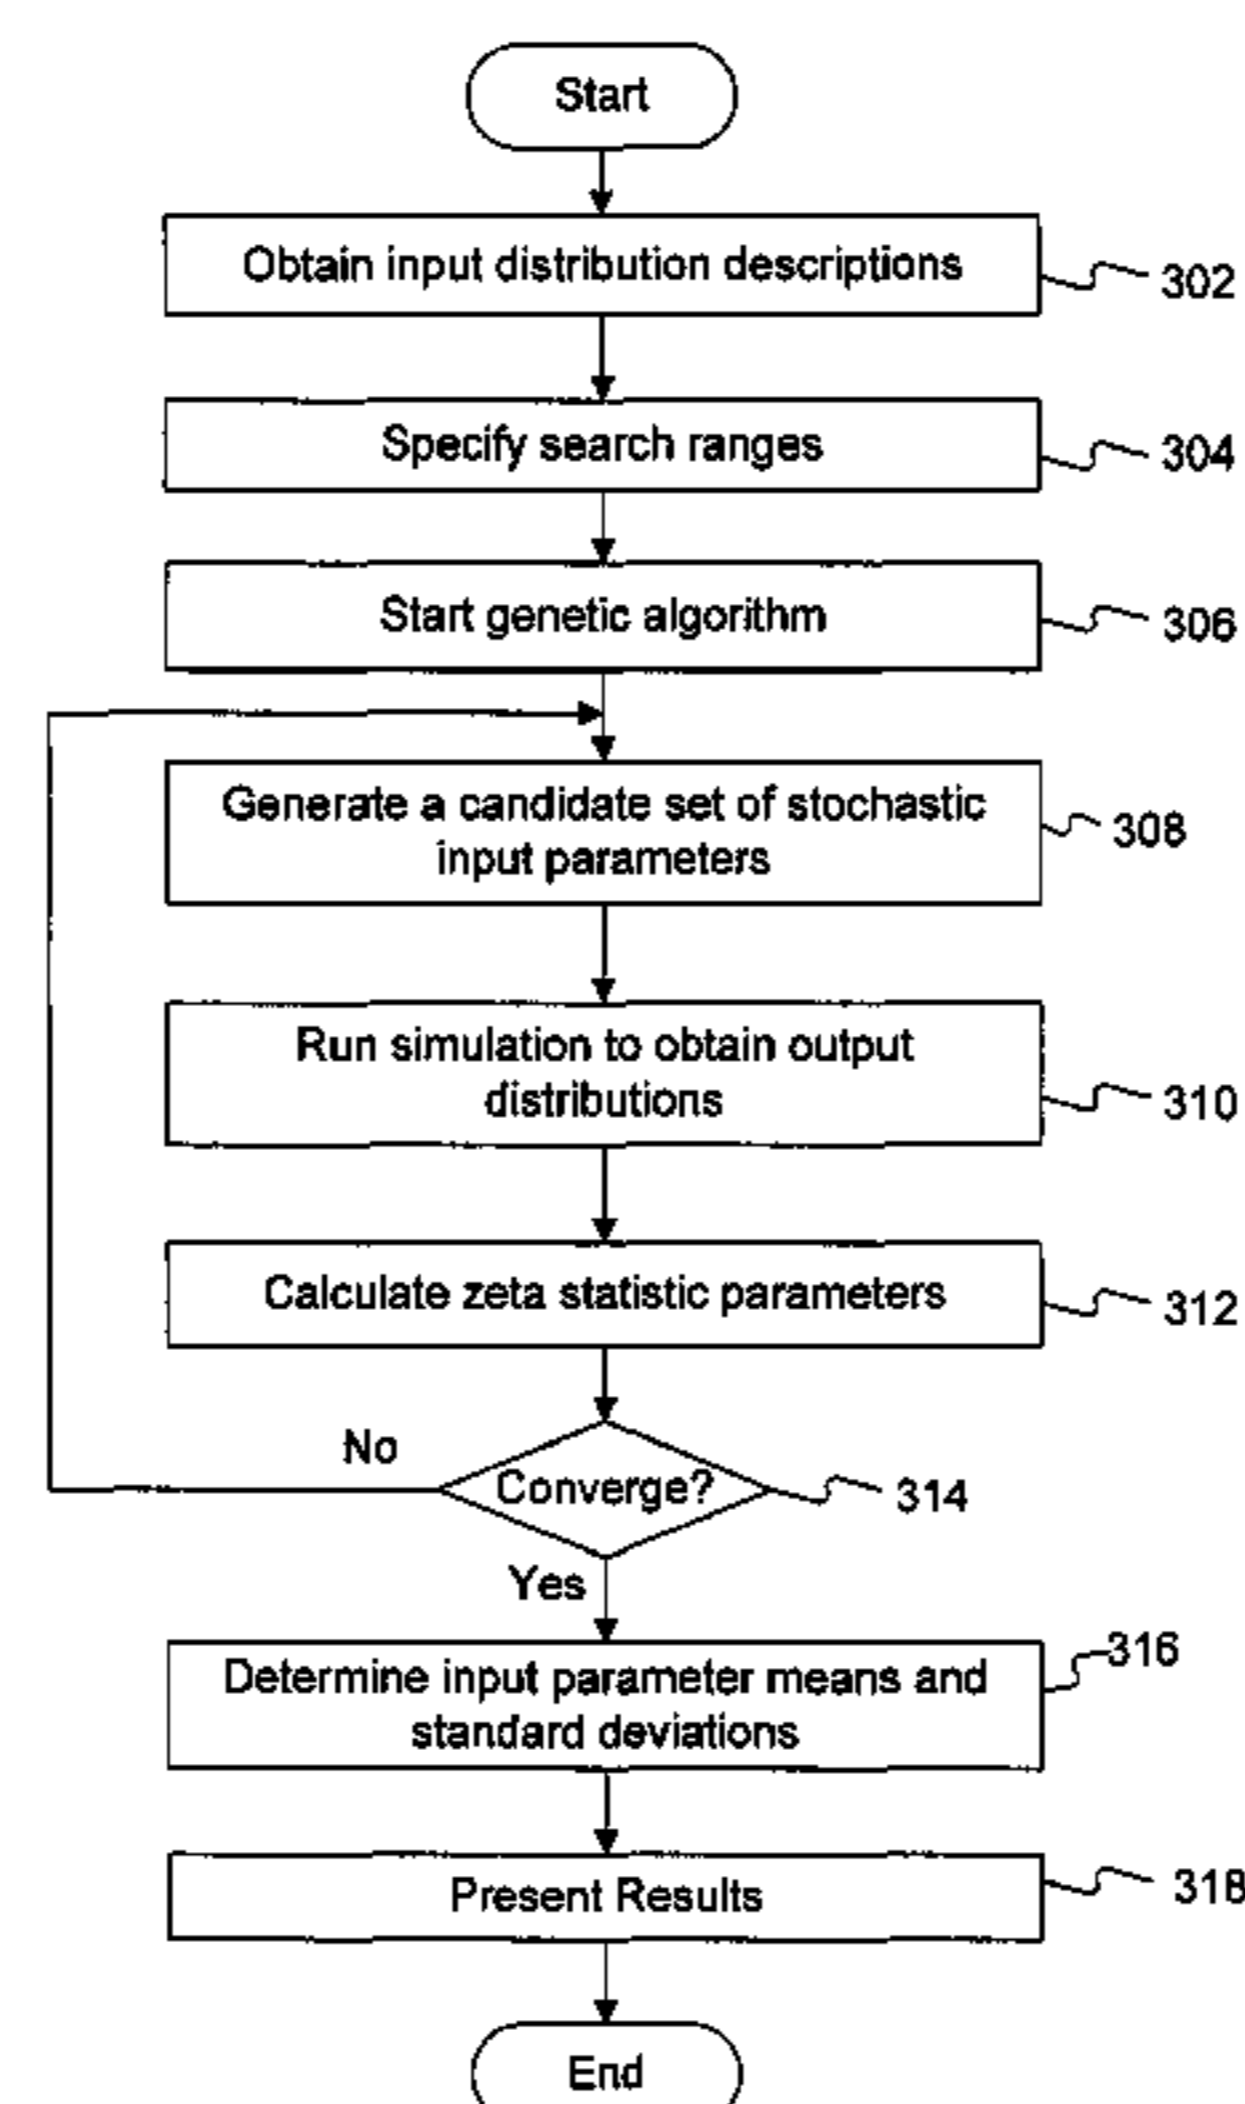 Start
Obtain input distribution descriptions
302
Specify search ranges
304
Start genetic algorithm
306
Generate a candidate set of stochastic
input parameters
308
Run simulation to obtain output
distributions
310
Calculate zeta statistic parameters
312
No
Converge?
314
Yes
Determine input parameter means and
standard deviations
316
Present Results
318
End